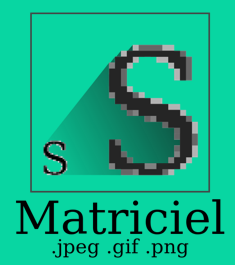 S
S
Matriciel
.jpeg .gif .png